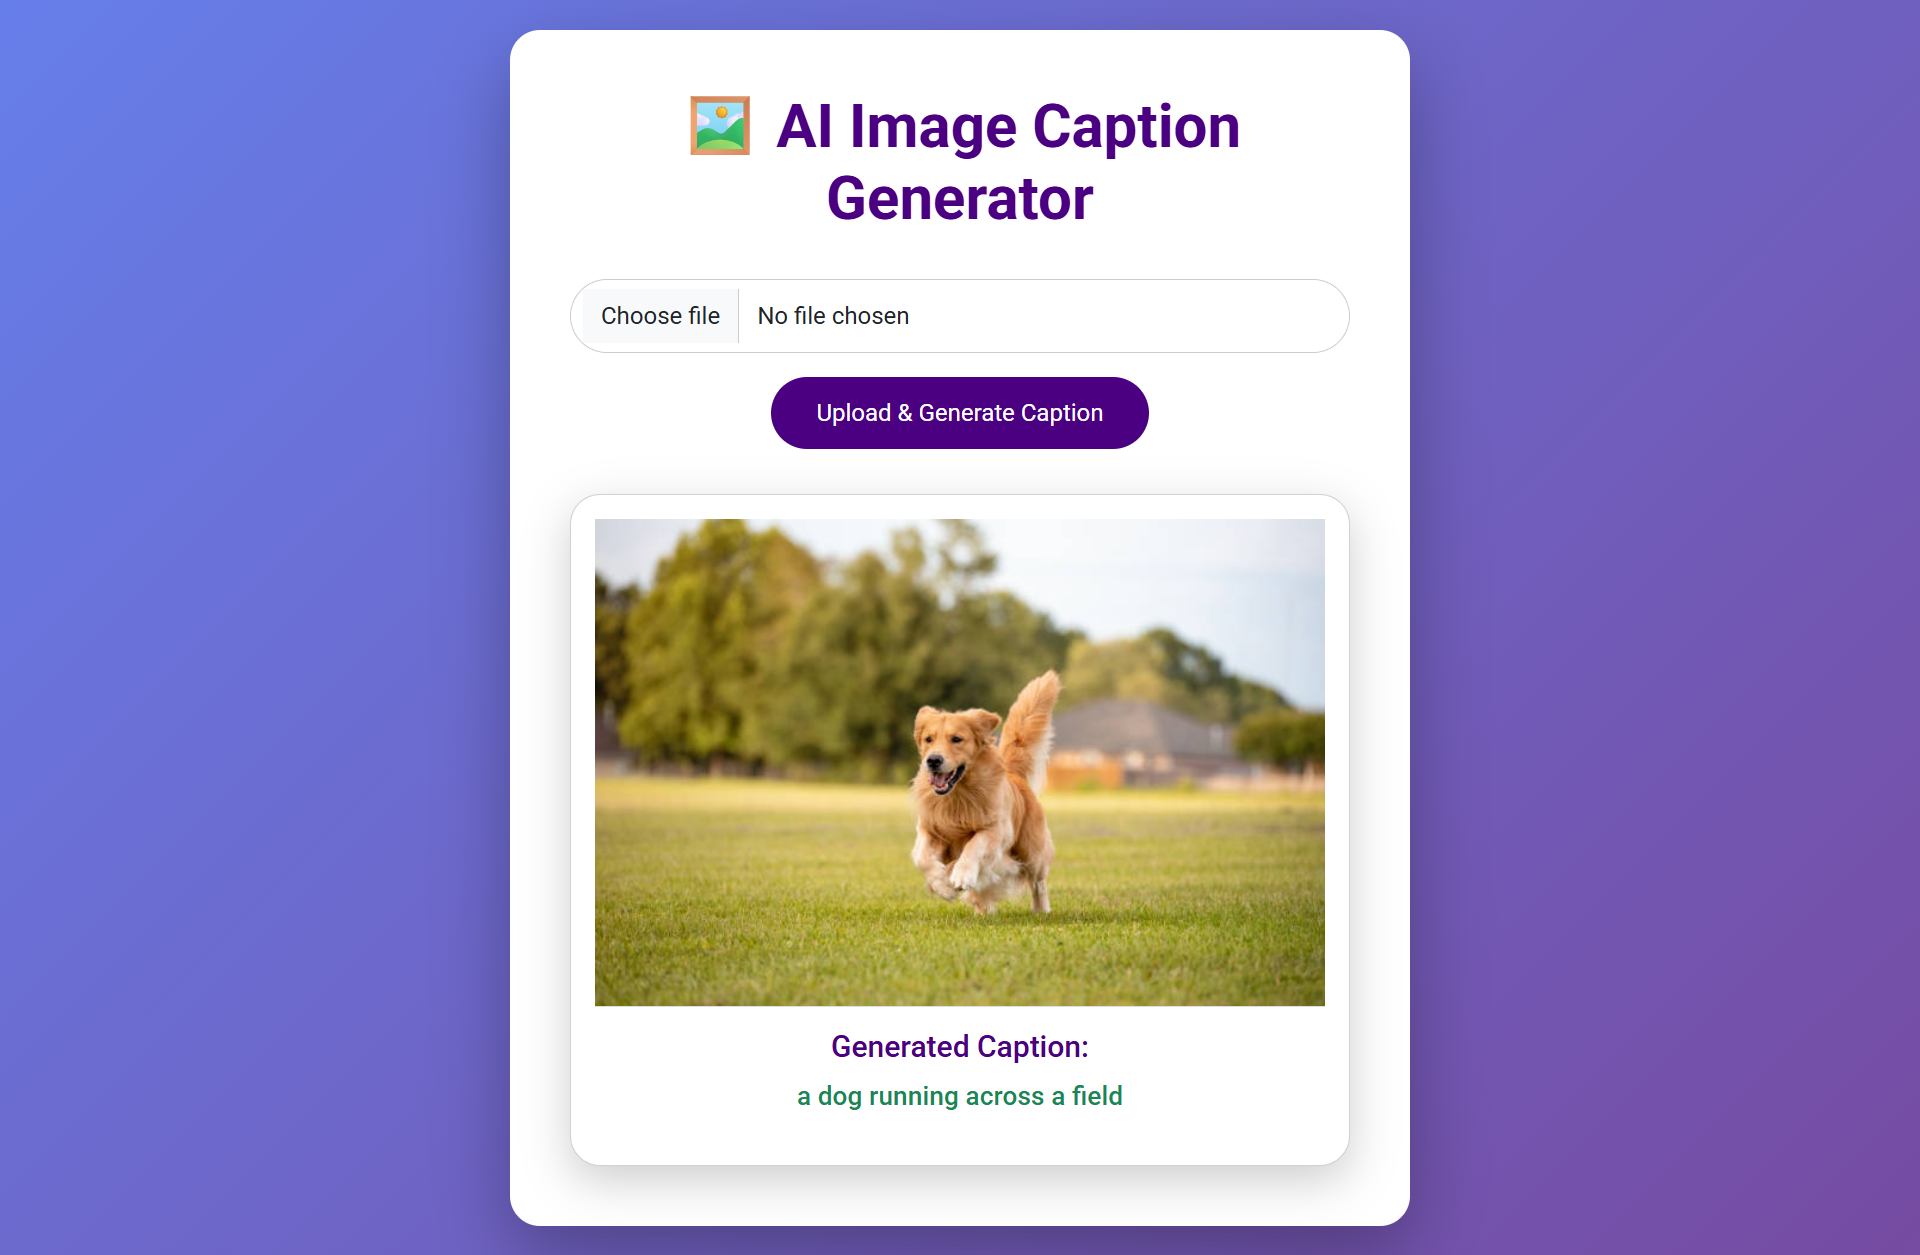 AI Image Caption
Generator
Choose file No file chosen
Upload & Generate Caption
Generated Caption:
a dog running across a field